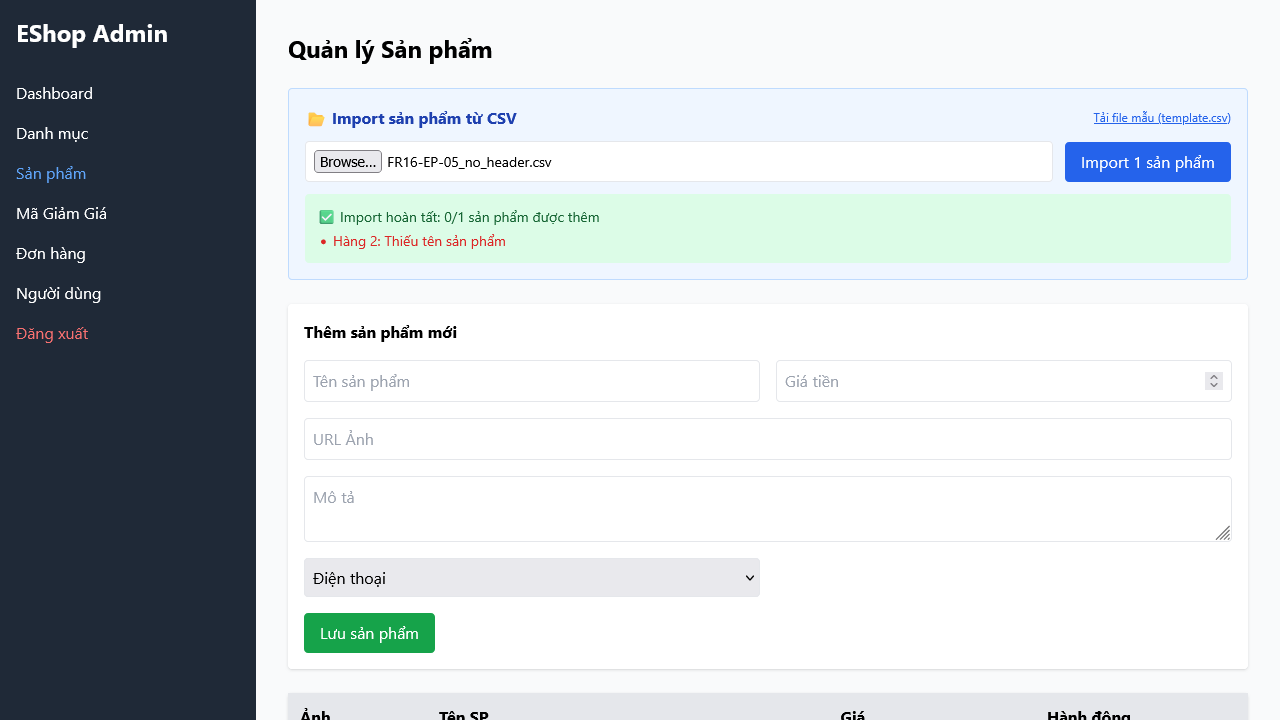 EShop Admin
Dashboard
Danh mục
Sản phẩm
Mã Giảm Giá
Đơn hàng
Người dùng
Đăng xuất
Quản lý Sản phẩm
Import sản phẩm từ CSV
Tải file mẫu (template.csv)
Browse... FR16-EP-05_no_header.csv
Import 1 sản phẩm
Import hoàn tất: 0/1 sản phẩm được thêm
• Hàng 2: Thiếu tên sản phẩm
Thêm sản phẩm mới
Tên sản phẩm
Giá tiền
URL Ảnh
Mô tả
Điện thoại
Lưu sản phẩm
Ảnh Tên SP Giá Hành động